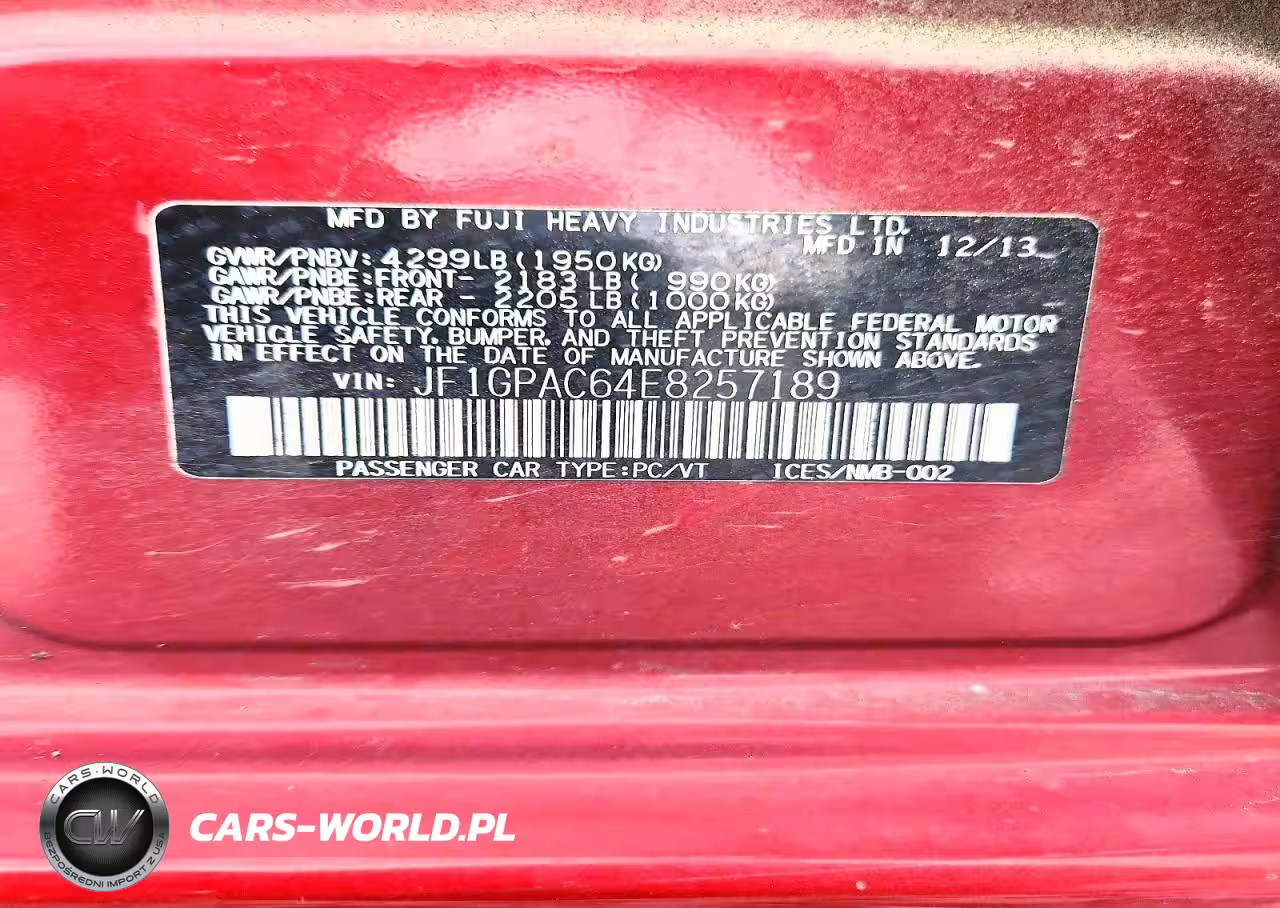 MFD BY FUJI HEAVY INDUSTRIES LTD.
MFD IN 12/13
GVWR/PNBV: 4299LB (1950KG)
GAWR/PNBE: FRONT- 2183LB ( 990KG)
GAWR/PNBE: REAR - 2205LB (1000KG)
THIS VEHICLE CONFORMS TO ALL APPLICABLE FEDERAL MOTOR
VEHICLE SAFETY, BUMPER, AND THEFT PREVENTION STANDARDS
IN EFFECT ON THE DATE OF MANUFACTURE SHOWN ABOVE.
VIN: JF1GPAC64E8257189
PASSENGER CAR TYPE:PC/VT ICES/NMB-002
CARS-WORLD
CW
BEZPOŚREDNI IMPORT Z USA
CARS-WORLD.PL